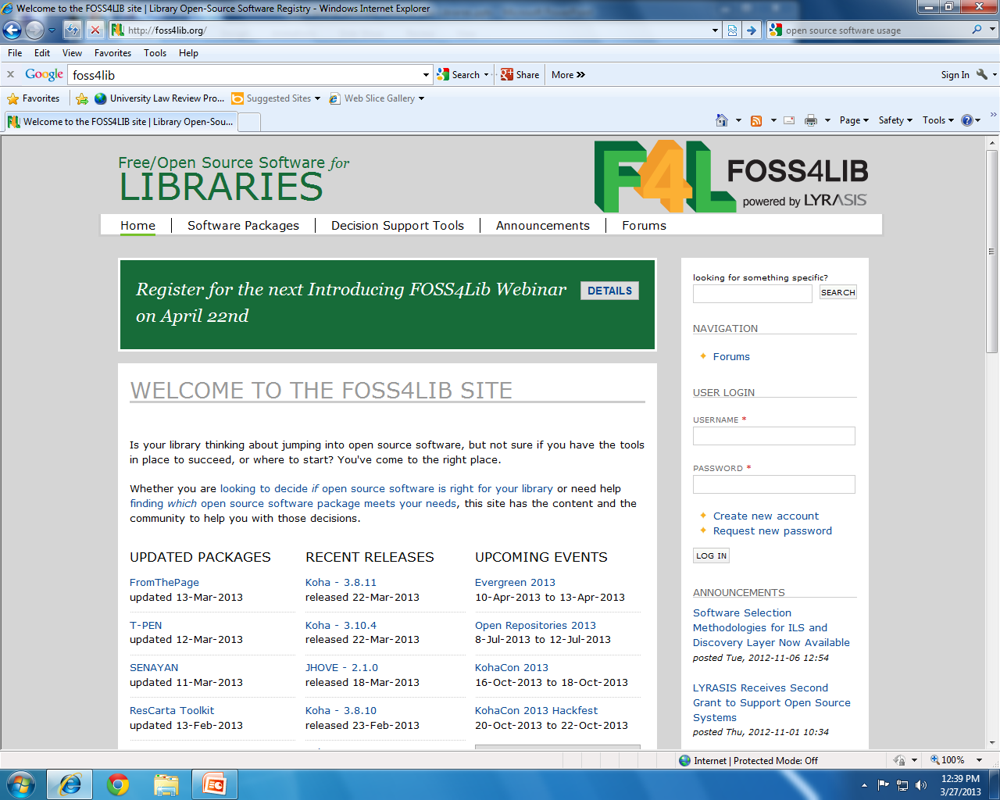 Welcome to the FOSS4LIB site | Library Open-Source Software Registry - Windows Internet Explorer
http://foss4lib.org/
open source software usage
File Edit View Favorites Tools Help
x Google foss4lib Search Share More Sign In
Favorites University Law Review Pro... Suggested Sites Web Slice Gallery
Welcome to the FOSS4LIB site | Library Open-Sou... Page Safety Tools
Free/Open Source Software for
LIBRARIES
F4L FOSS4LIB
powered by LYRASIS
Home Software Packages Decision Support Tools Announcements Forums
Register for the next Introducing FOSS4Lib Webinar
on April 22nd
DETAILS
WELCOME TO THE FOSS4LIB SITE
Is your library thinking about jumping into open source software, but not sure if you have the tools
in place to succeed, or where to start? You've come to the right place.
Whether you are looking to decide if open source software is right for your library or need help
finding which open source software package meets your needs, this site has the content and the
community to help you with those decisions.
UPDATED PACKAGES
FromThePage
updated 13-Mar-2013
T-PEN
updated 12-Mar-2013
SENAYAN
updated 11-Mar-2013
ResCarta Toolkit
updated 13-Feb-2013
RECENT RELEASES
Koha - 3.8.11
released 22-Mar-2013
Koha - 3.10.4
released 22-Mar-2013
JHOVE - 2.1.0
released 18-Mar-2013
Koha - 3.8.10
released 23-Feb-2013
UPCOMING EVENTS
Evergreen 2013
10-Apr-2013 to 13-Apr-2013
Open Repositories 2013
8-Jul-2013 to 12-Jul-2013
KohaCon 2013
16-Oct-2013 to 18-Oct-2013
KohaCon 2013 Hackfest
20-Oct-2013 to 22-Oct-2013
looking for something specific?
SEARCH
NAVIGATION
Forums
USER LOGIN
USERNAME *
PASSWORD *
Create new account
Request new password
LOG IN
ANNOUNCEMENTS
Software Selection
Methodologies for ILS and
Discovery Layer Now Available
posted Tue, 2012-11-06 12:54
LYRASIS Receives Second
Grant to Support Open Source
Systems
posted Thu, 2012-11-01 10:34
Internet | Protected Mode: Off 100%
12:39 PM
3/27/2013